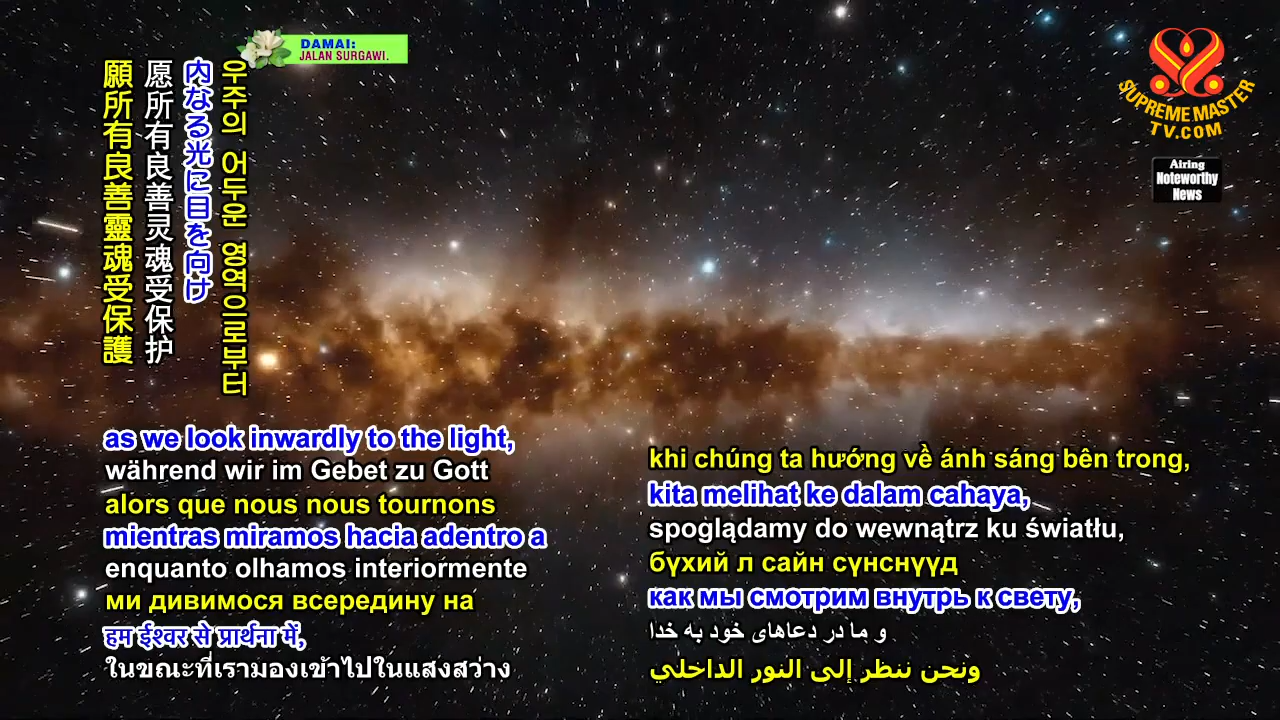 DAMAI:
JALAN SURGAWI.
SUPREME MASTER
TV.COM
Airing
Noteworthy
News
우주의 어두운 영역으로부터
内なる光に目を向け
愿所有良善灵魂受保护
願所有良善靈魂受保護
as we look inwardly to the light,
während wir im Gebet zu Gott
alors que nous nous tournons
mientras miramos hacia adentro a
enquanto olhamos interiormente
ми дивимося всередину на
हम ईश्वर से प्रार्थना में,
ในขณะที่เรามองเข้าไปในแสงสว่าง
khi chúng ta hướng về ánh sáng bên trong,
kita melihat ke dalam cahaya,
spoglądamy do wewnątrz ku światłu,
бүхий л сайн сүнснүүд
как мы смотрим внутрь к свету,
و ما در دعاهای خود به خدا
ونحن ننظر إلى النور الداخلي